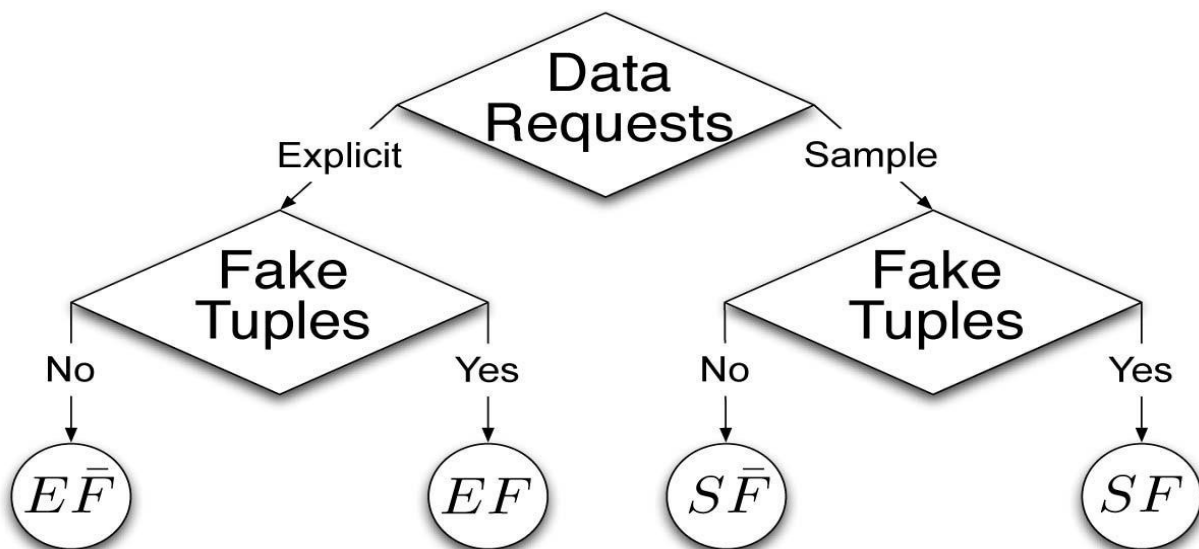 Data
Requests
Explicit
Sample
Fake
Tuples
Fake
Tuples
No
Yes
No
Yes
EF̄
EF
SF̄
SF